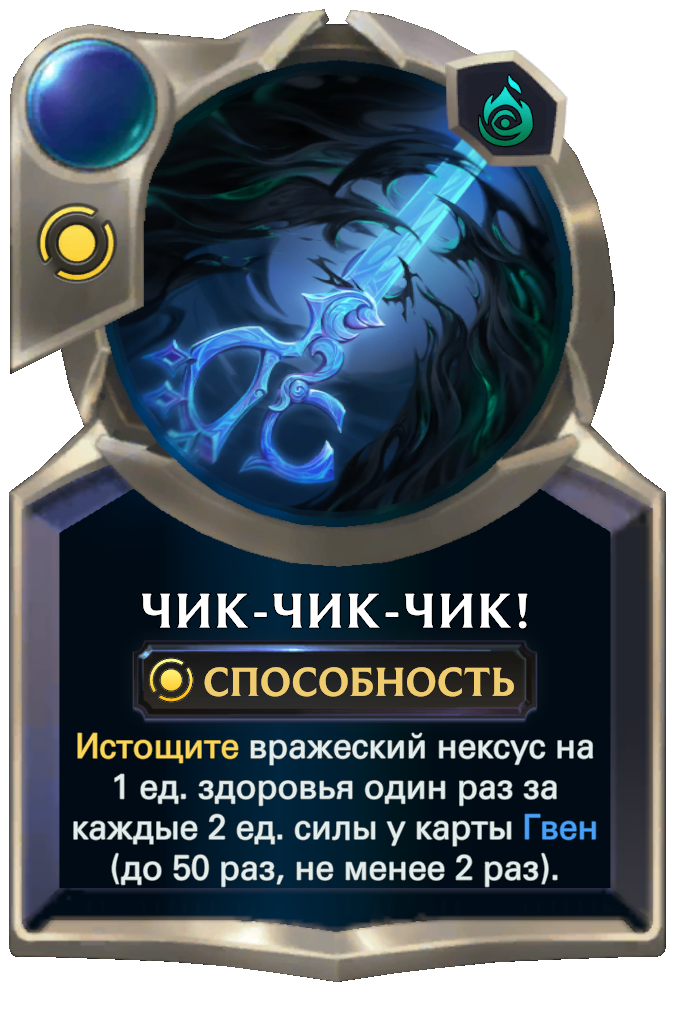 ЧИК-ЧИК-ЧИК!
СПОСОБНОСТЬ
Истощите вражеский нексус на
1 ед. здоровья один раз за
каждые 2 ед. силы у карты Гвен
(до 50 раз, не менее 2 раз).